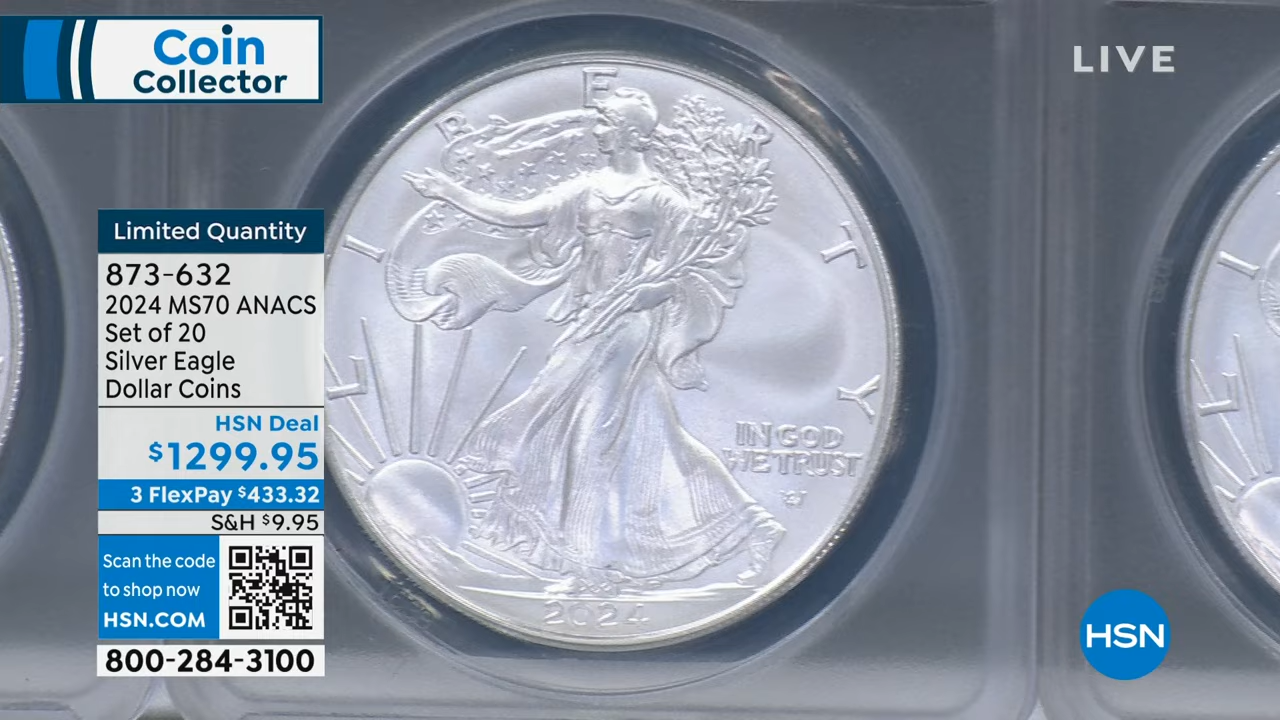 Coin
Collector
LIVE
Limited Quantity
873-632
2024 MS70 ANACS
Set of 20
Silver Eagle
Dollar Coins
HSN Deal
$1299.95
3 FlexPay $433.32
S&H $9.95
Scan the code
to shop now
HSN.COM
800-284-3100
LIBERTY
IN GOD
WE TRUST
2024
HSN